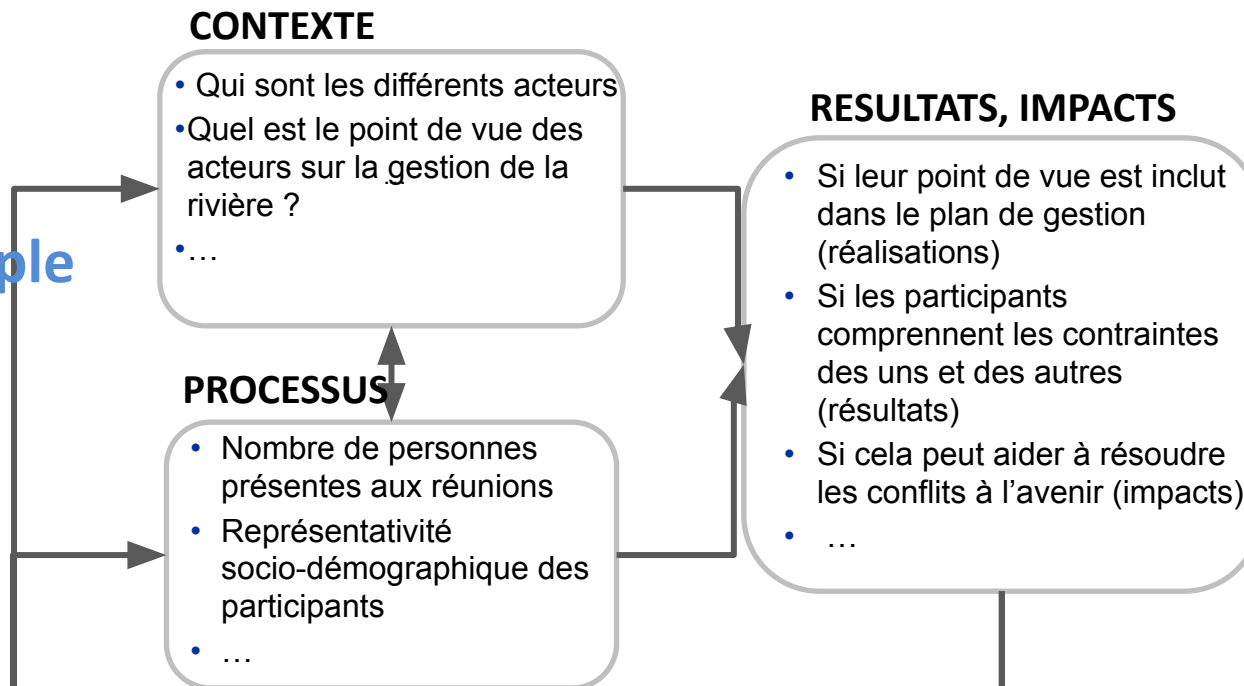 CONTEXTE
• Qui sont les différents acteurs
•Quel est le point de vue des
acteurs sur la gestion de la
rivière ?
•…
ple
PROCESSUS
• Nombre de personnes
présentes aux réunions
• Représentativité
socio-démographique des
participants
• …
RESULTATS, IMPACTS
• Si leur point de vue est inclut
dans le plan de gestion
(réalisations)
• Si les participants
comprennent les contraintes
des uns et des autres
(résultats)
• Si cela peut aider à résoudre
les conflits à l’avenir (impacts)
• …